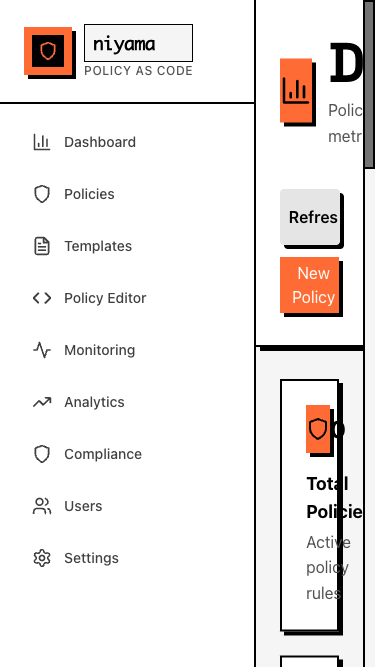 niyama
POLICY AS CODE
Dashboard
Policies
Templates
Policy Editor
Monitoring
Analytics
Compliance
Users
Settings
D
Polic
metr
Refres
New
Policy
0
Total
Policie
Active
policy
rules